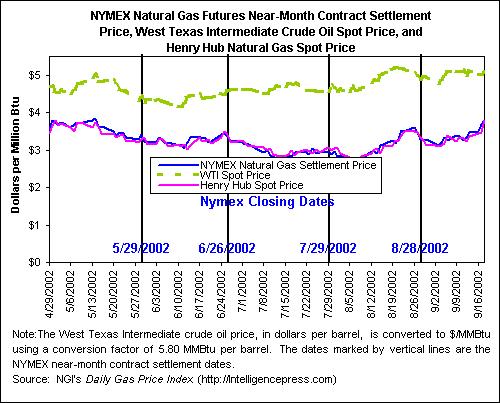 NYMEX Natural Gas Futures Near-Month Contract Settlement
Price, West Texas Intermediate Crude Oil Spot Price, and
Henry Hub Natural Gas Spot Price
Dollars per Million Btu
$5
$4
$3
$2
$1
$0
NYMEX Natural Gas Settlement Price
WTI Spot Price
Henry Hub Spot Price
Nymex Closing Dates
5/29/2002
6/26/2002
7/29/2002
8/28/2002
4/29/2002
5/6/2002
5/13/2002
5/20/2002
5/27/2002
6/3/2002
6/10/2002
6/17/2002
6/24/2002
7/1/2002
7/8/2002
7/15/2002
7/22/2002
7/29/2002
8/5/2002
8/12/2002
8/19/2002
8/26/2002
9/2/2002
9/9/2002
9/16/2002
Note:The West Texas Intermediate crude oil price, in dollars per barrel, is converted to $/MMBtu
using a conversion factor of 5.80 MMBtu per barrel. The dates marked by vertical lines are the
NYMEX near-month contract settlement dates.
Source: NGI's Daily Gas Price Index (http://intelligencepress.com)